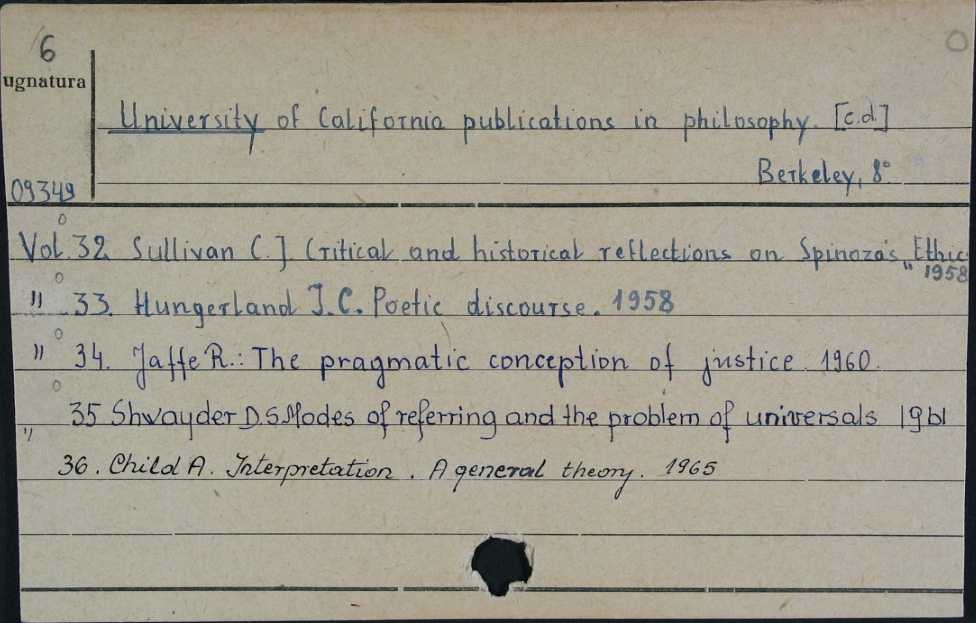 6
ugnatura
University of California publications in philosophy. [c.d.]
Berkeley, 8°
09349
Vol. 32. Sullivan C.J. Critical and historical reflections on Spinoza's "Ethic
" 1958
" 33. Hungerland I.C. Poetic discourse. 1958
" 34. Jaffe R.: The pragmatic conception of justice. 1960.
" 35 Shwayder D.S. Modes of referring and the problem of universals 1961
36. Child A. Interpretation. A general theory. 1965